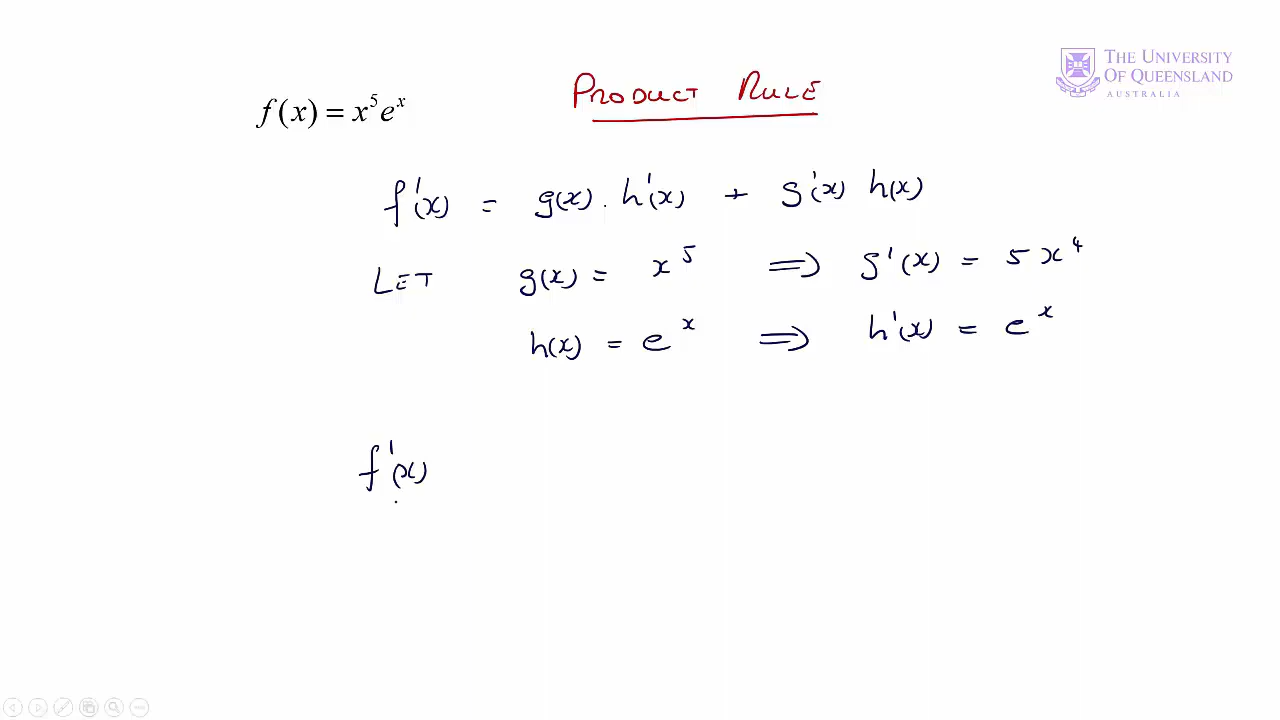 THE UNIVERSITY
OF QUEENSLAND
AUSTRALIA
PRODUCT RULE
f(x) = x⁵eˣ
f'(x) = g(x) . h'(x) + g'(x) h(x)
LET g(x) = x⁵ ⟹ g'(x) = 5x⁴
h(x) = eˣ ⟹ h'(x) = eˣ
f'(x)